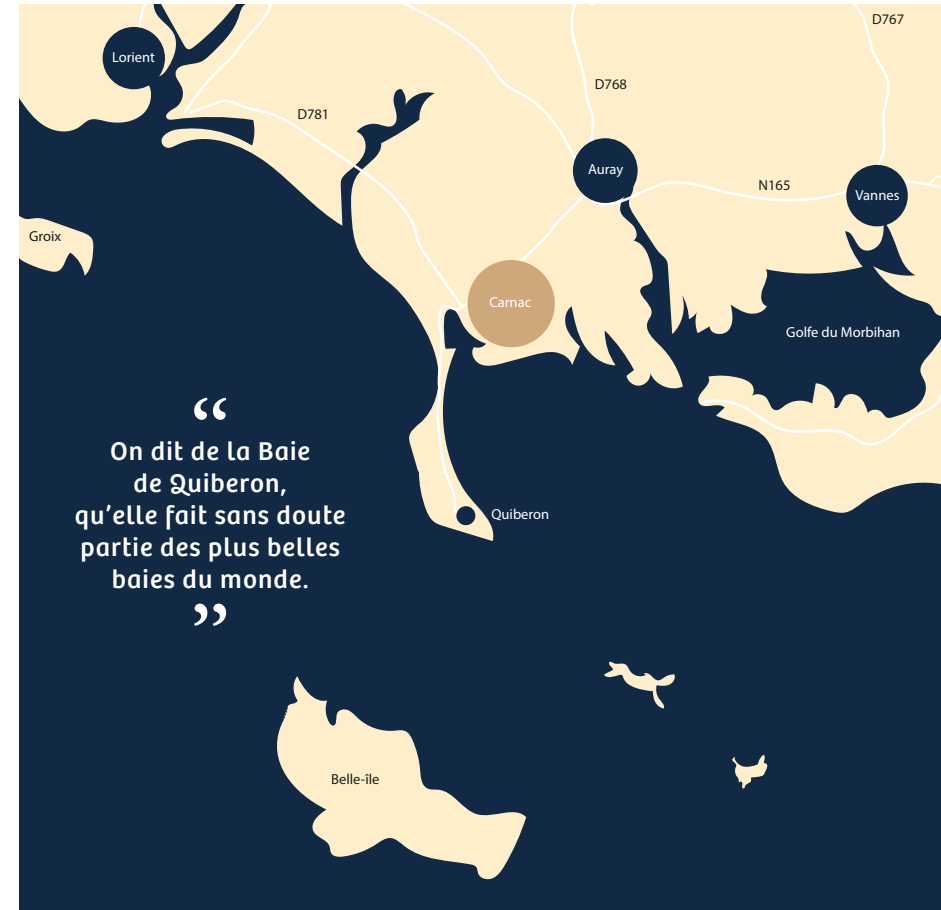 D767
Lorient
D768
D781
Auray
N165
Vannes
Groix
Carnac
Golfe du Morbihan
“
On dit de la Baie
de Quiberon,
qu’elle fait sans doute
partie des plus belles
baies du monde.
”
Quiberon
Belle-île